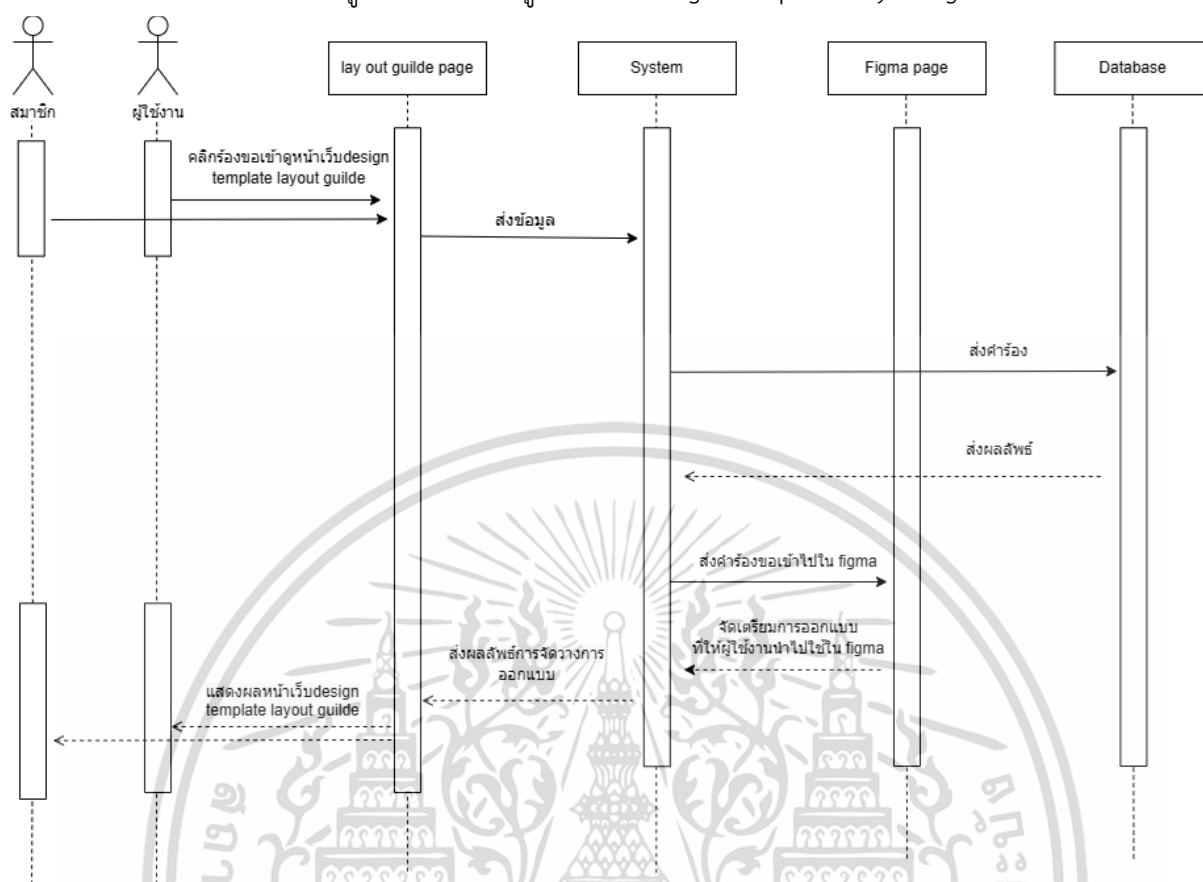 lay out guilde page
System
Figma page
Database
สมาชิก
ผู้ใช้งาน
คลิกร้องขอเข้าดูหน้าเว็บdesign
template layout guilde
ส่งข้อมูล
ส่งคำร้อง
ส่งผลลัพธ์
ส่งคำร้องขอเข้าไปใน figma
จัดเตรียมการออกแบบ
ที่ให้ผู้ใช้งานนำไปใช้ใน figma
ส่งผลลัพธ์การจัดวางการ
ออกแบบ
แสดงผลหน้าเว็บdesign
template layout guilde